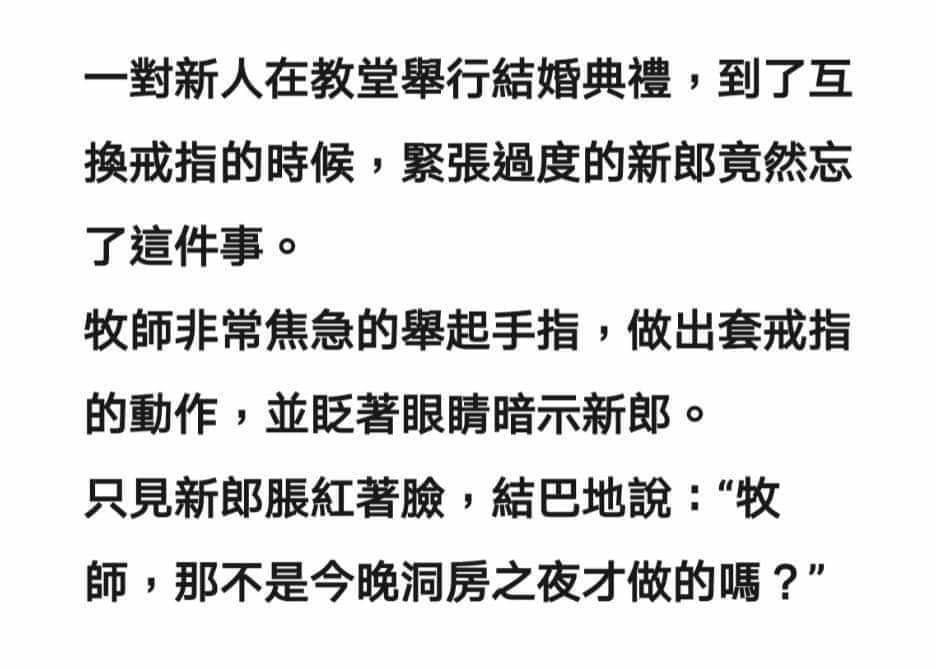 一對新人在教堂舉行結婚典禮，到了互
換戒指的時候，緊張過度的新郎竟然忘
了這件事。
牧師非常焦急的舉起手指，做出套戒指
的動作，並眨著眼睛暗示新郎。
只見新郎脹紅著臉，結巴地說：“牧
師，那不是今晚洞房之夜才做的嗎？”